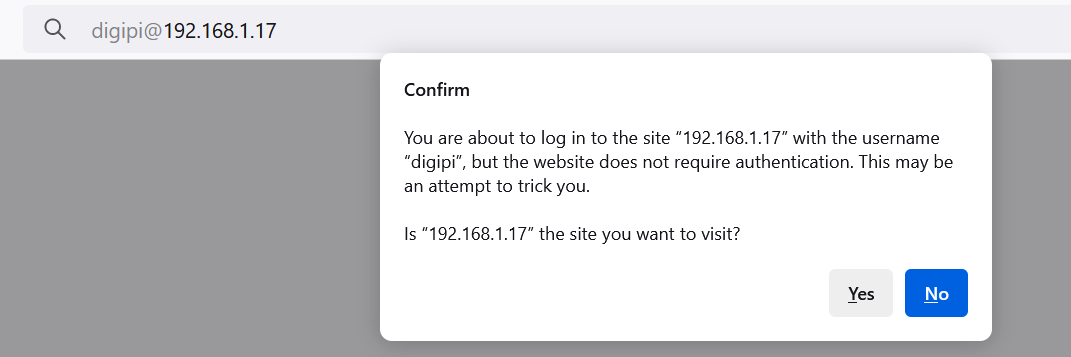 digipi@192.168.1.17
Confirm
You are about to log in to the site “192.168.1.17” with the username
“digipi”, but the website does not require authentication. This may be
an attempt to trick you.
Is “192.168.1.17” the site you want to visit?
Yes No